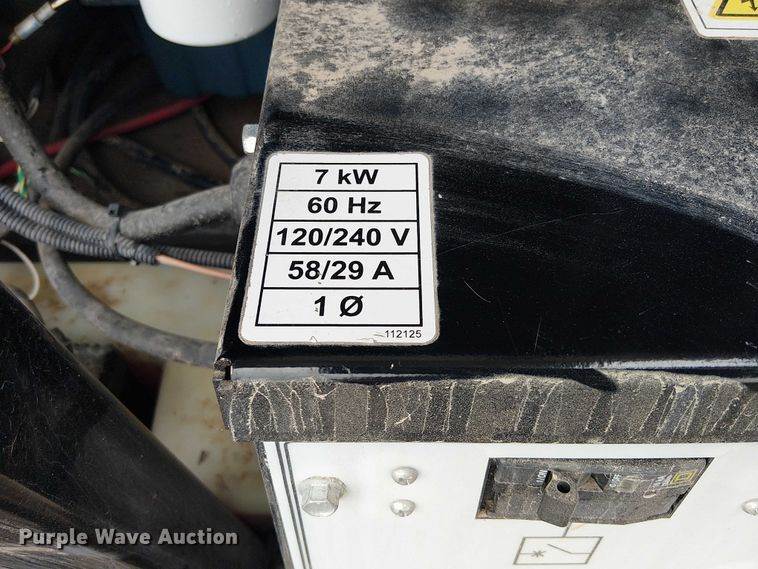 7 kW
60 Hz
120/240 V
58/29 A
1 Ø
112125
Purple Wave Auction